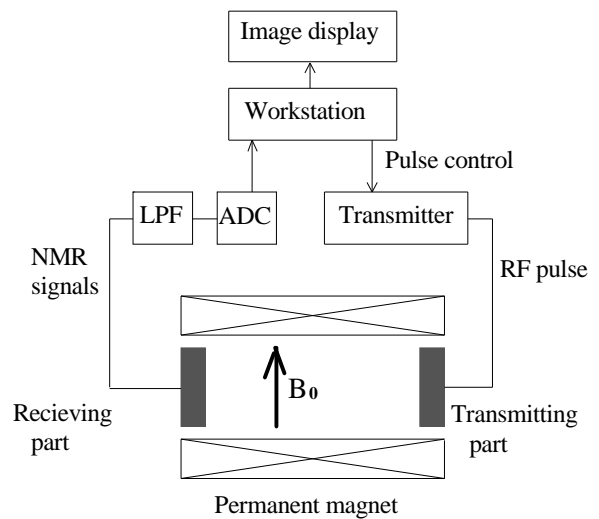 Image display
Workstation
Pulse control
LPF
ADC
Transmitter
NMR
signals
RF pulse
B0
Recieving
part
Transmitting
part
Permanent magnet